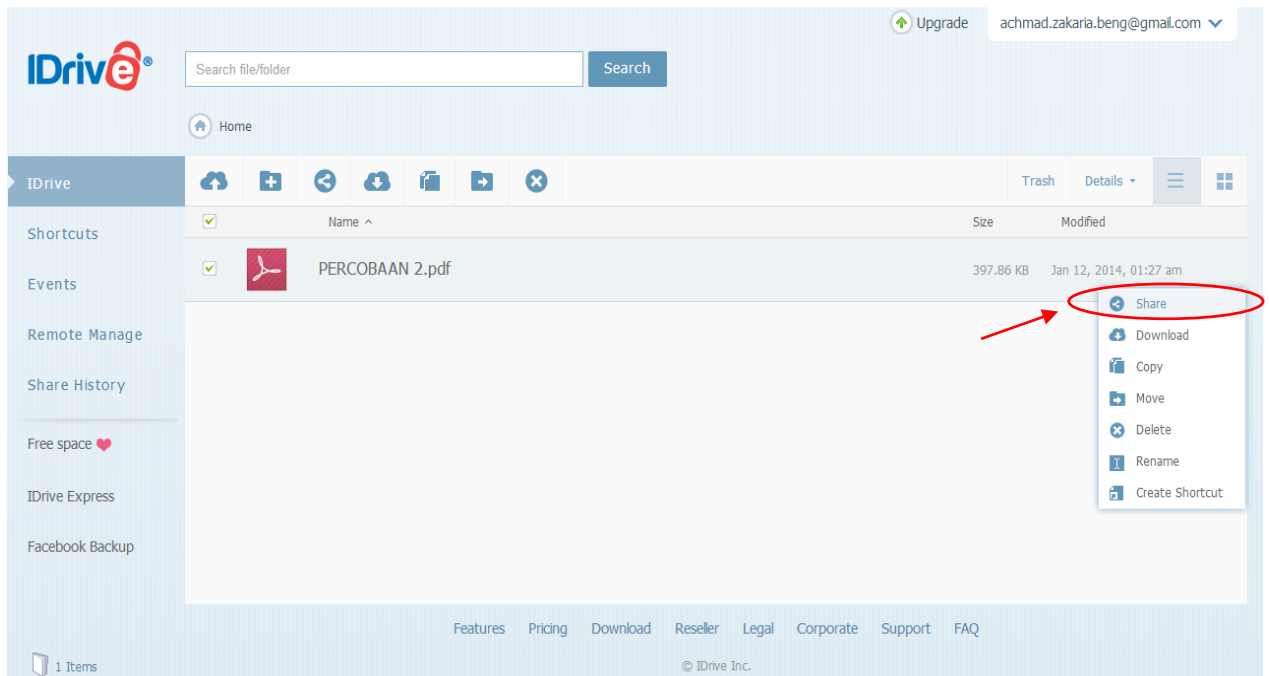 Upgrade
achmad.zakaria.beng@gmail.com
IDrive®
Search file/folder
Search
Home
IDrive
Trash
Details
Shortcuts
Name
Size
Modified
PERCOBAAN 2.pdf
397.86 KB
Jan 12, 2014, 01:27 am
Events
Remote Manage
Share History
Free space
IDrive Express
Facebook Backup
Share
Download
Copy
Move
Delete
Rename
Create Shortcut
Features Pricing Download Reseller Legal Corporate Support FAQ
1 Items
© IDrive Inc.